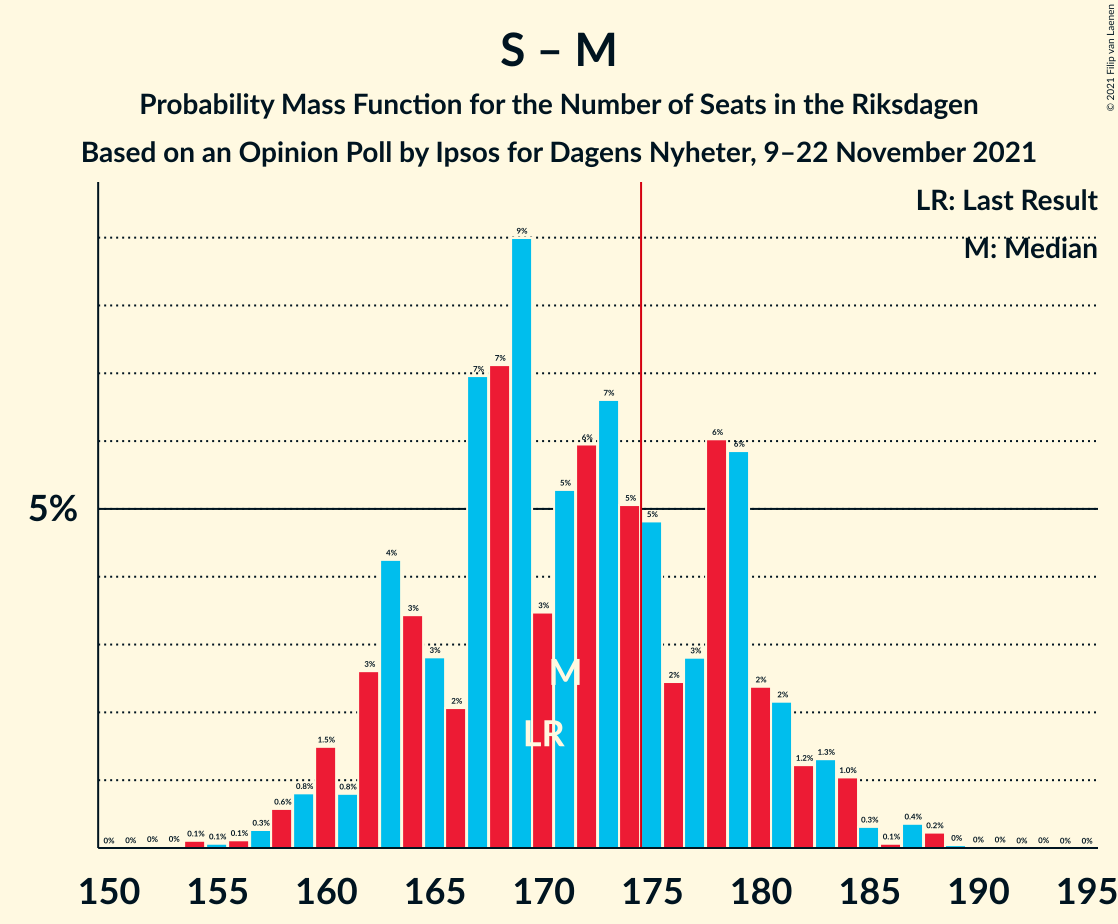 S – M
Probability Mass Function for the Number of Seats in the Riksdagen
Based on an Opinion Poll by Ipsos for Dagens Nyheter, 9–22 November 2021
© 2021 Filip van Laenen
LR: Last Result
M: Median
5%
0% 0% 0% 0% 0.1% 0.1% 0.1% 0.3% 0.6% 0.8% 1.5% 0.8% 3% 4% 3% 3% 2% 7% 7% 9% 3% 5% 6% 7% 5% 5% 2% 3% 6% 6% 2% 2% 1.2% 1.3% 1.0% 0.3% 0.1% 0.4% 0.2% 0% 0% 0% 0% 0% 0% 0%
M
LR
150 155 160 165 170 175 180 185 190 195